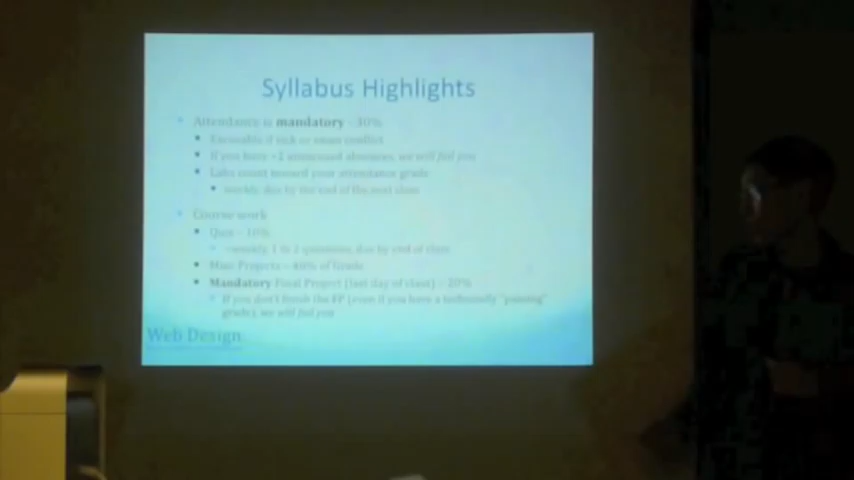 Syllabus Highlights
Attendance is mandatory - 30%
Excusable if sick or exam conflict
If you have >2 unexcused absences, we will fail you
Labs count toward your attendance grade
weekly, due by the end of the next class
Course work
Quiz - 10%
weekly, 1 to 2 questions, due by end of class
Mini Projects - 40% of Grade
Mandatory Final Project (last day of class) - 20%
If you don't finish the FP (even if you have a technically "passing"
grade), we will fail you
Web Design